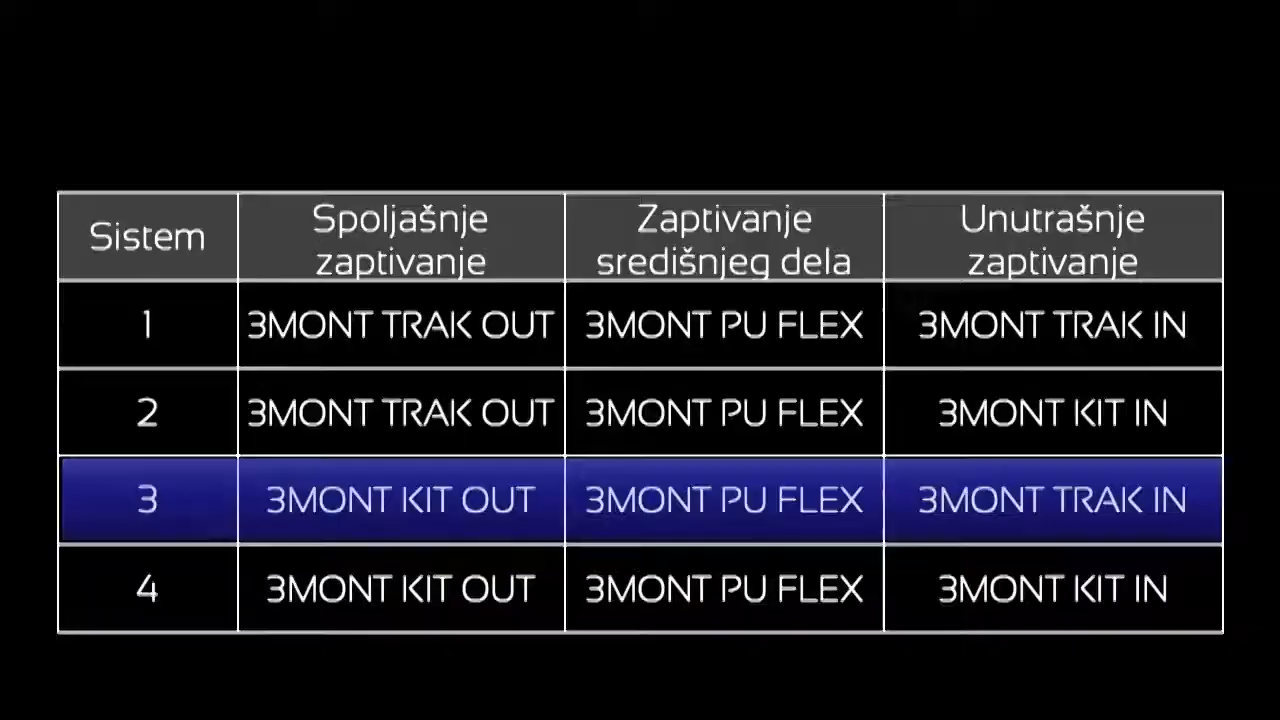 Sistem Spoljašnje zaptivanje Zaptivanje središnjeg dela Unutrašnje zaptivanje
1 3MONT TRAK OUT 3MONT PU FLEX 3MONT TRAK IN
2 3MONT TRAK OUT 3MONT PU FLEX 3MONT KIT IN
3 3MONT KIT OUT 3MONT PU FLEX 3MONT TRAK IN
4 3MONT KIT OUT 3MONT PU FLEX 3MONT KIT IN